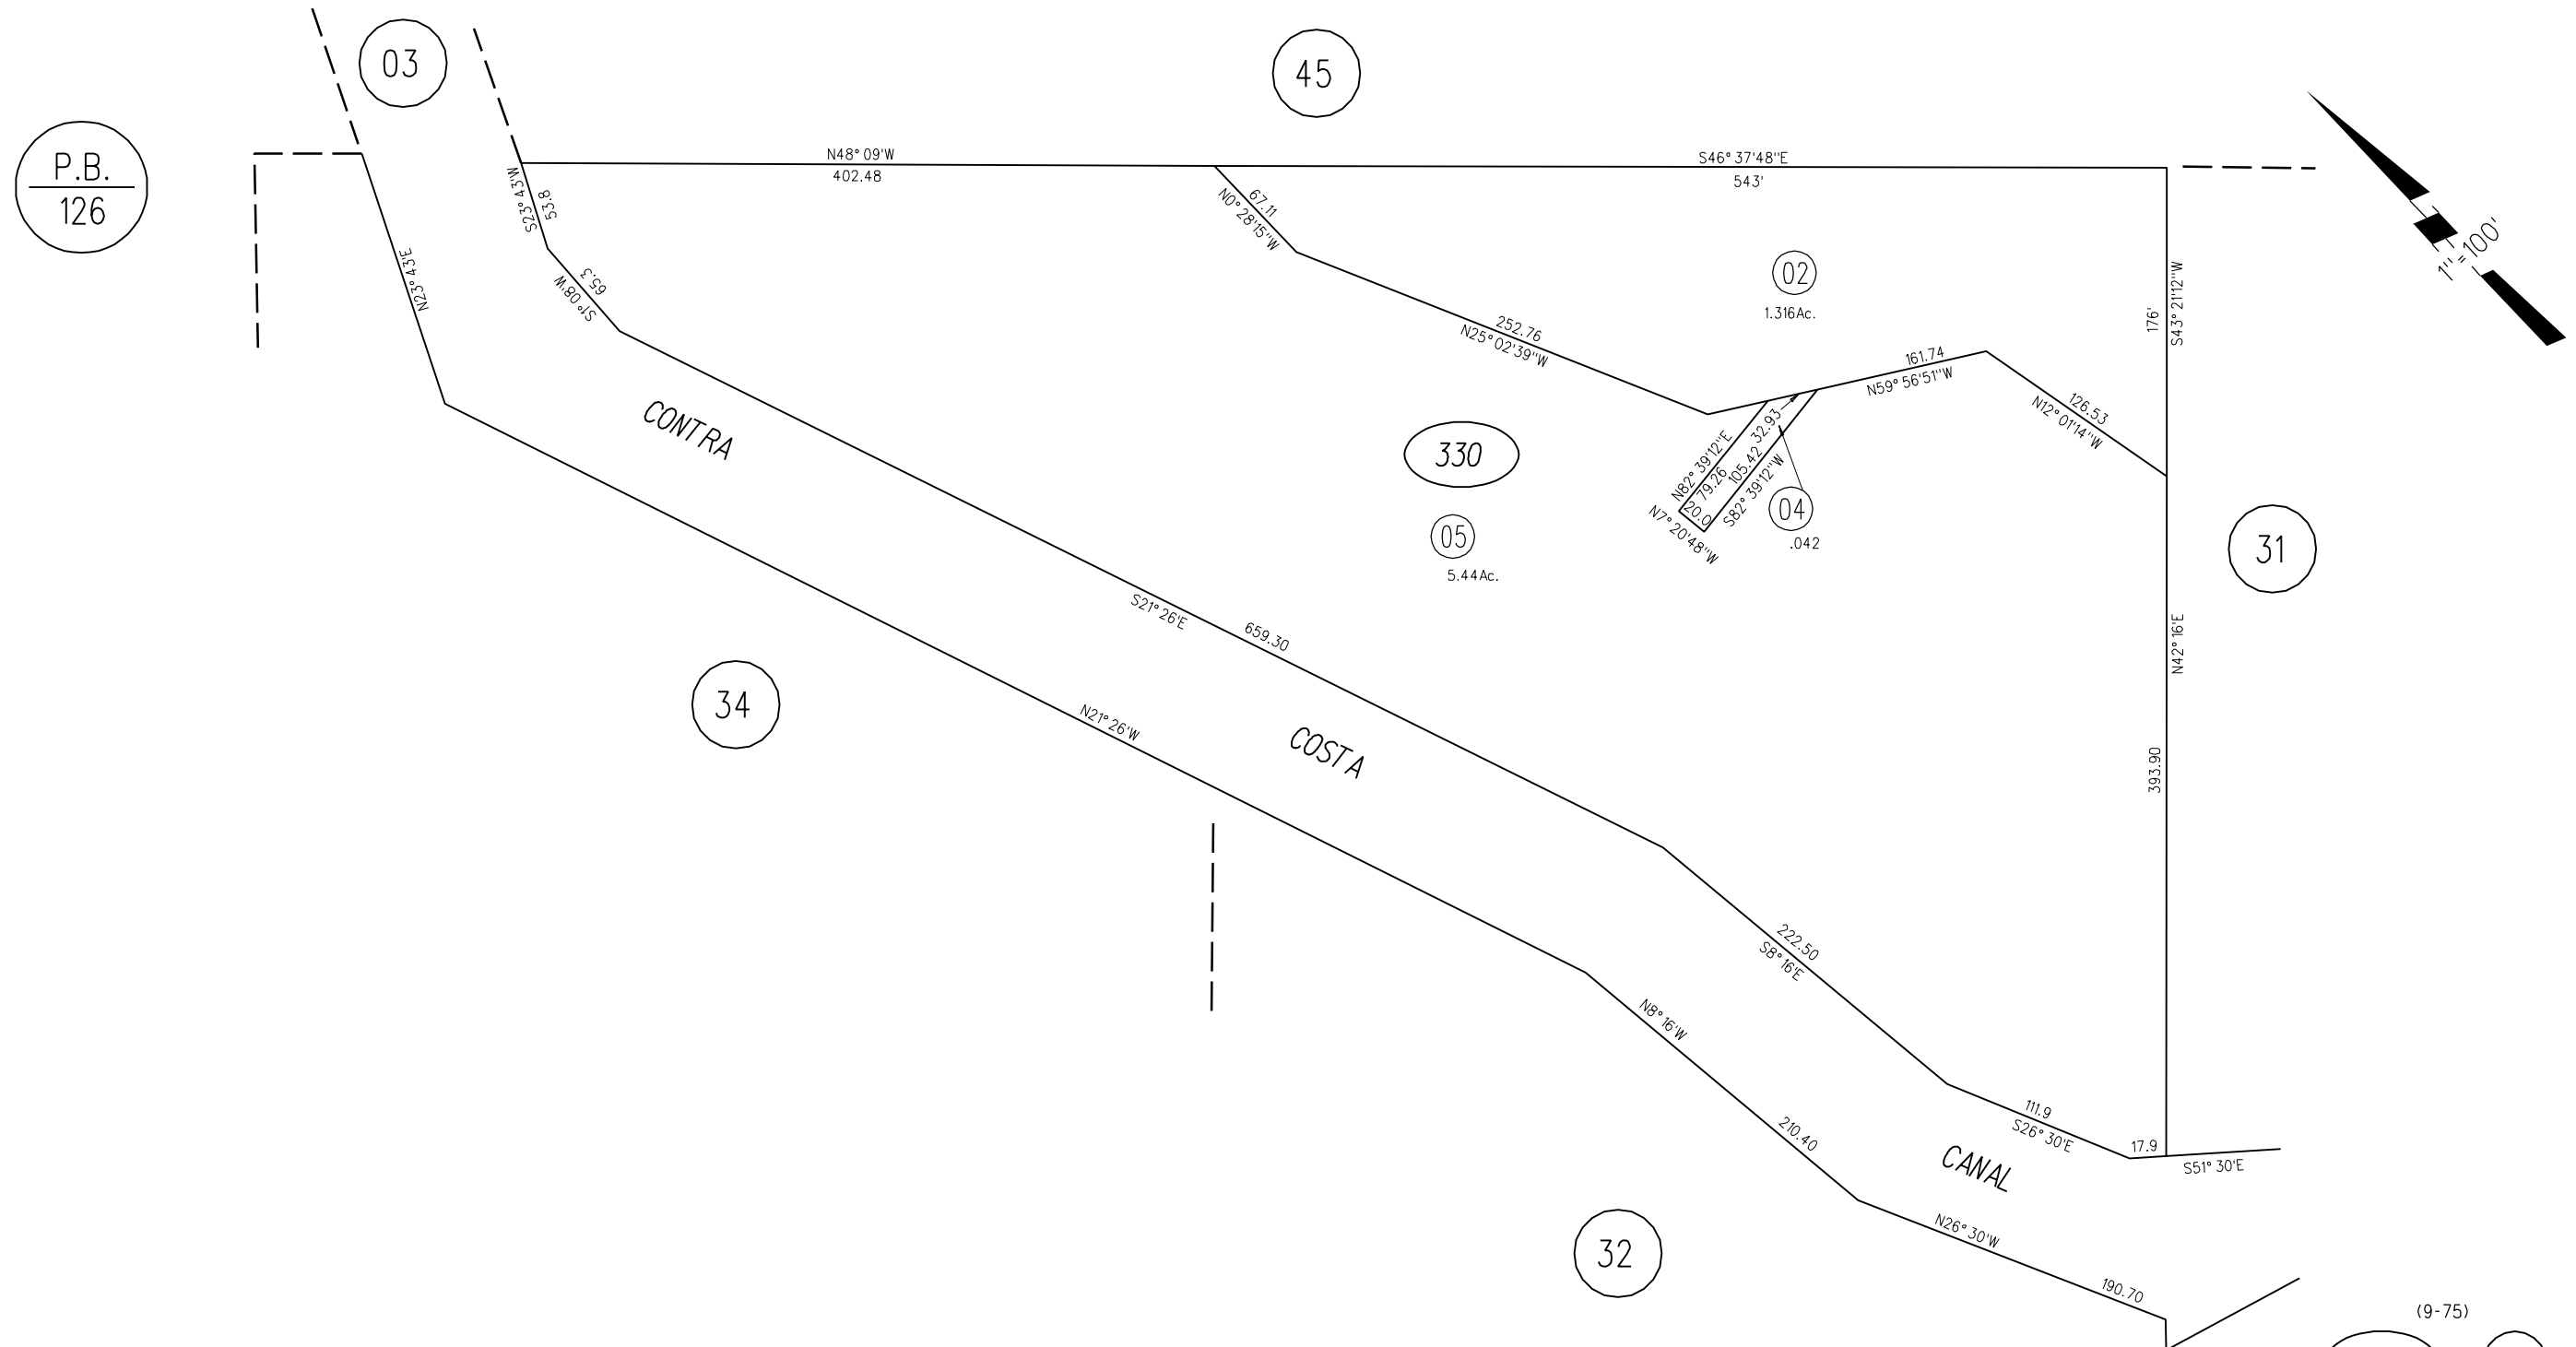 03
45
P.B.
126
N48° 09'W
402.48
S46° 37'48"E
543'
S23° 43'W
53.8
67.11
N0° 28'15"W
1"=100'
N23° 43'E
S1° 08'W
65.3
02
1.316Ac.
176'
S43° 21'12"W
252.76
N25° 02'39"W
161.74
N59° 56'51"W
126.53
N12° 01'14"W
CONTRA
330
N82° 39'12"E
79.26
105.42
32.93
S82° 39'12"W
20.0
N7° 20'48"W
04
.042
05
5.44Ac.
31
S21° 26'E
659.30
N42° 16'E
34
N21° 26'W
COSTA
393.90
222.50
S8° 16'E
N8° 16'W
210.40
111.9
S26° 30'E
17.9
S51° 30'E
CANAL
32
N26° 30'W
190.70
(9-75)